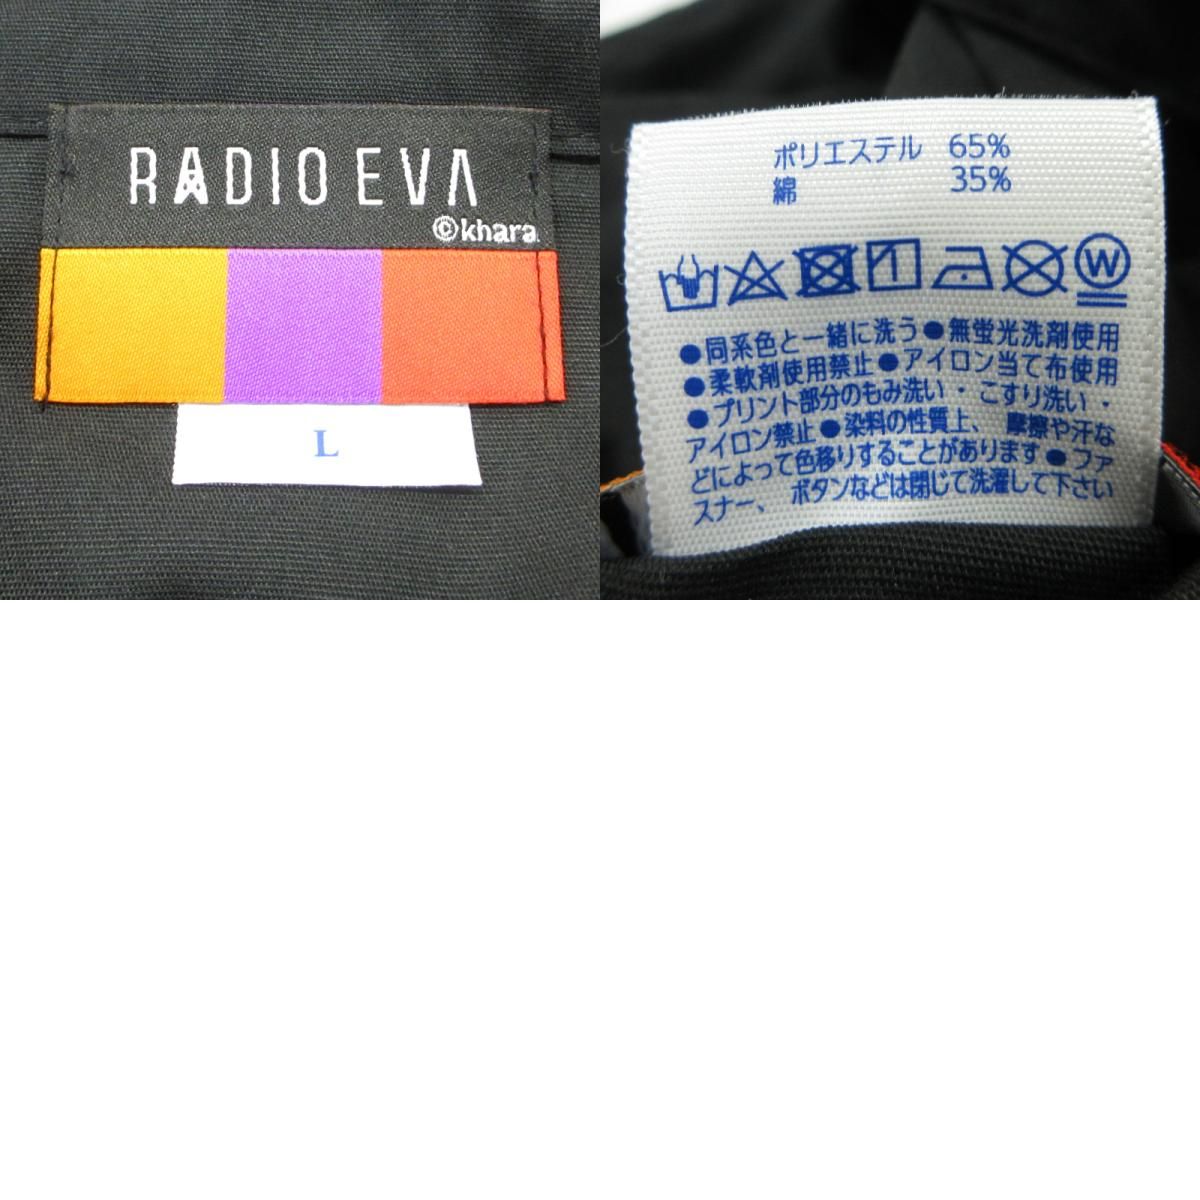 RADIO EVA
©khara
L
ポリエステル 65%
綿 35%
W
●同系色と一緒に洗う●無蛍光洗剤使用
●柔軟剤使用禁止●アイロン当て布使用
●プリント部分のもみ洗い・こすり洗い・
アイロン禁止●染料の性質上、摩擦や汗な
どによって色移りすることがあります●ファ
スナー、ボタンなどは閉じて洗濯して下さい